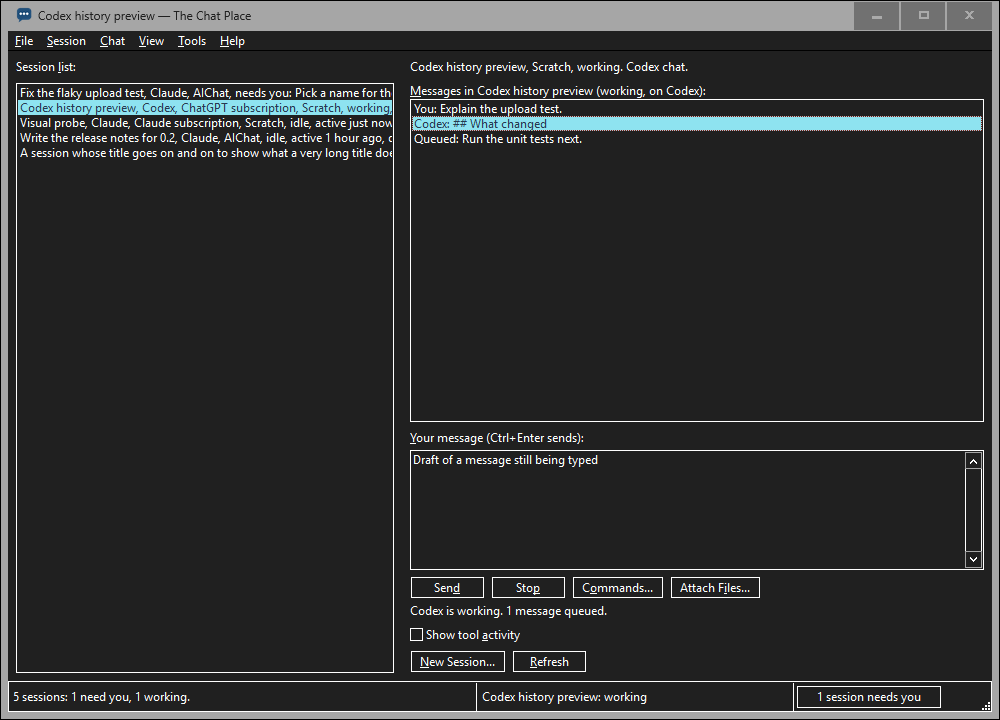 Codex history preview — The Chat Place
File Session Chat View Tools Help
Session list:
Fix the flaky upload test, Claude, AIChat, needs you: Pick a name for th
Codex history preview, Codex, ChatGPT subscription, Scratch, working,
Visual probe, Claude, Claude subscription, Scratch, idle, active just now
Write the release notes for 0.2, Claude, AIChat, idle, active 1 hour ago, c
A session whose title goes on and on to show what a very long title doe
Codex history preview, Scratch, working. Codex chat.
Messages in Codex history preview (working, on Codex):
You: Explain the upload test.
Codex: ## What changed
Queued: Run the unit tests next.
Your message (Ctrl+Enter sends):
Draft of a message still being typed
Send Stop Commands... Attach Files...
Codex is working. 1 message queued.
Show tool activity
New Session... Refresh
5 sessions: 1 need you, 1 working.
Codex history preview: working
1 session needs you